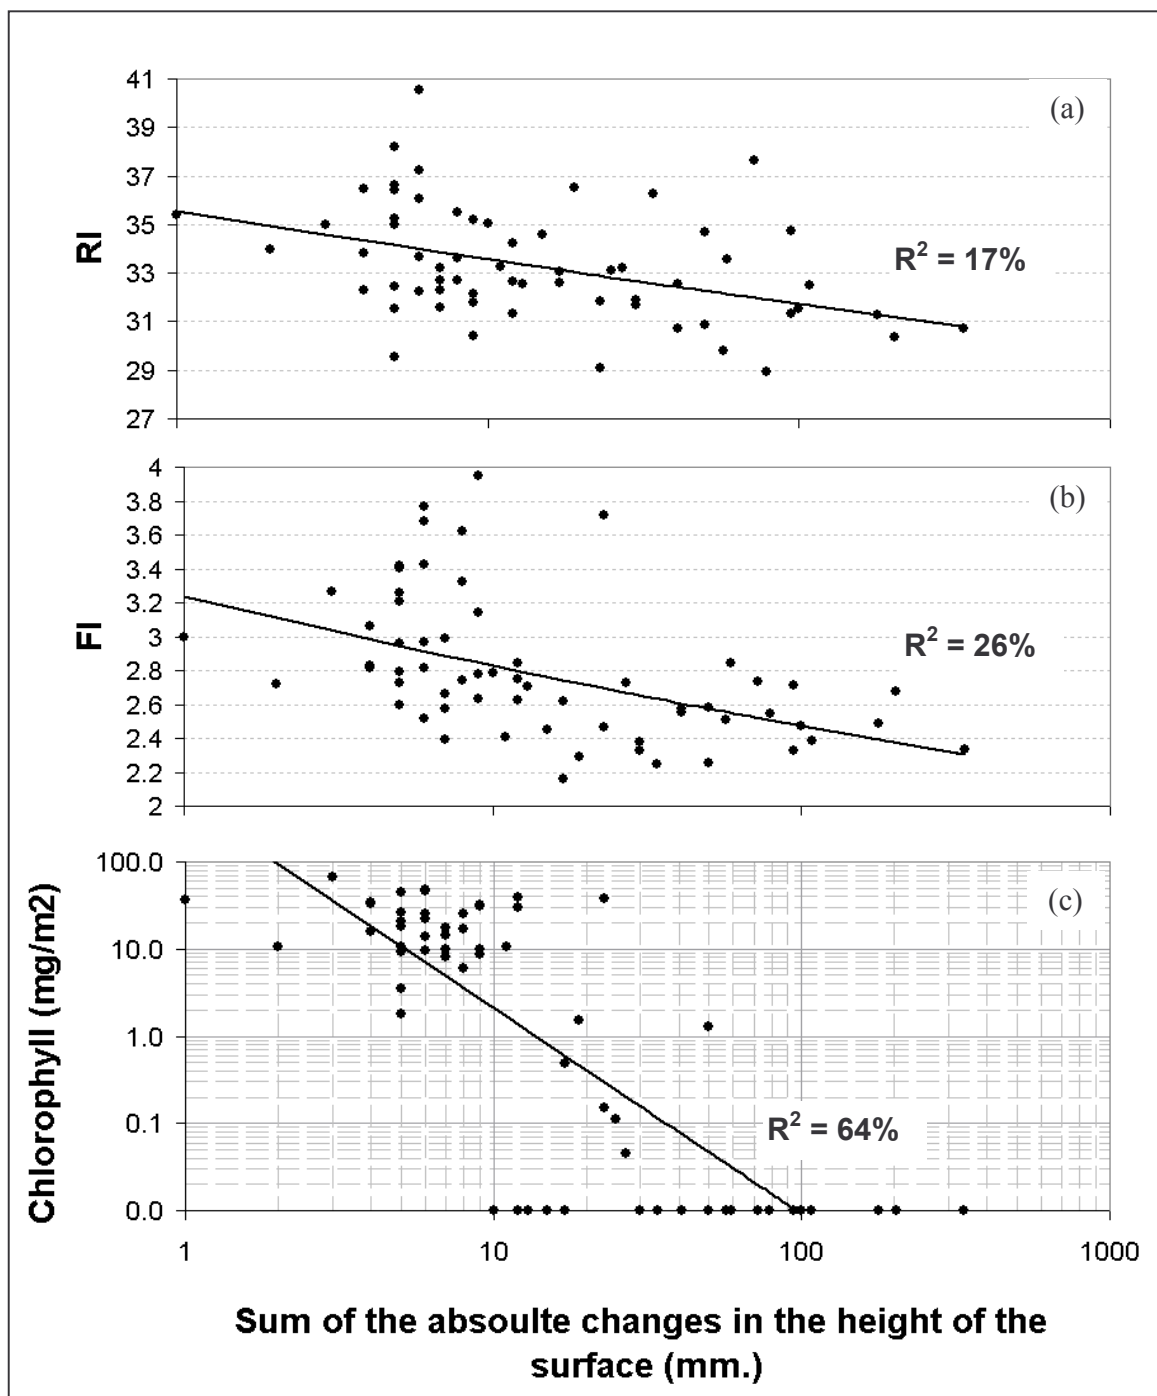 (a)
41
39
37
35
33
31
29
27
RI
R² = 17%
(b)
4
3.8
3.6
3.4
3.2
3
2.8
2.6
2.4
2.2
2
FI
R² = 26%
(c)
100.0
10.0
1.0
0.1
0.0
Chlorophyll (mg/m2)
R² = 64%
1 10 100 1000
Sum of the absoulte changes in the height of the
surface (mm.)